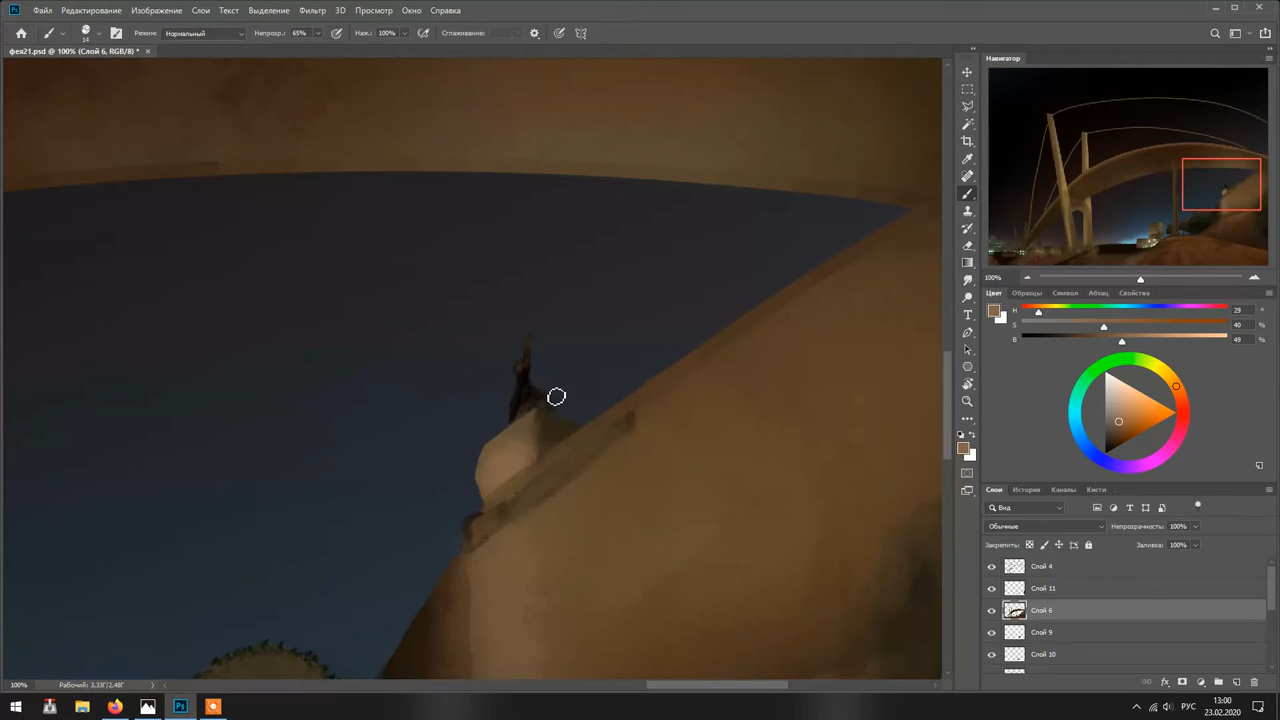 Файл Редактирование Изображение Слои Текст Выделение Фильтр 3D Просмотр Окно Справка
Режим: Нормальный Непрозр.: 65% Наж.: 100% Сглаживание:
14
фея21.psd @ 100% (Слой 6, RGB/8) *
Навигатор
100%
Цвет Образцы Символ Абзац Свойства
H 29 °
S 40 %
B 49 %
Слои История Каналы Кисти
Вид
Обычные Непрозрачность: 100%
Закрепить: Заливка: 100%
Слой 4
Слой 11
Слой 6
Слой 9
Слой 10
100% Рабочий: 3,33Г/2,48Г
РУС 13:00
23.02.2020